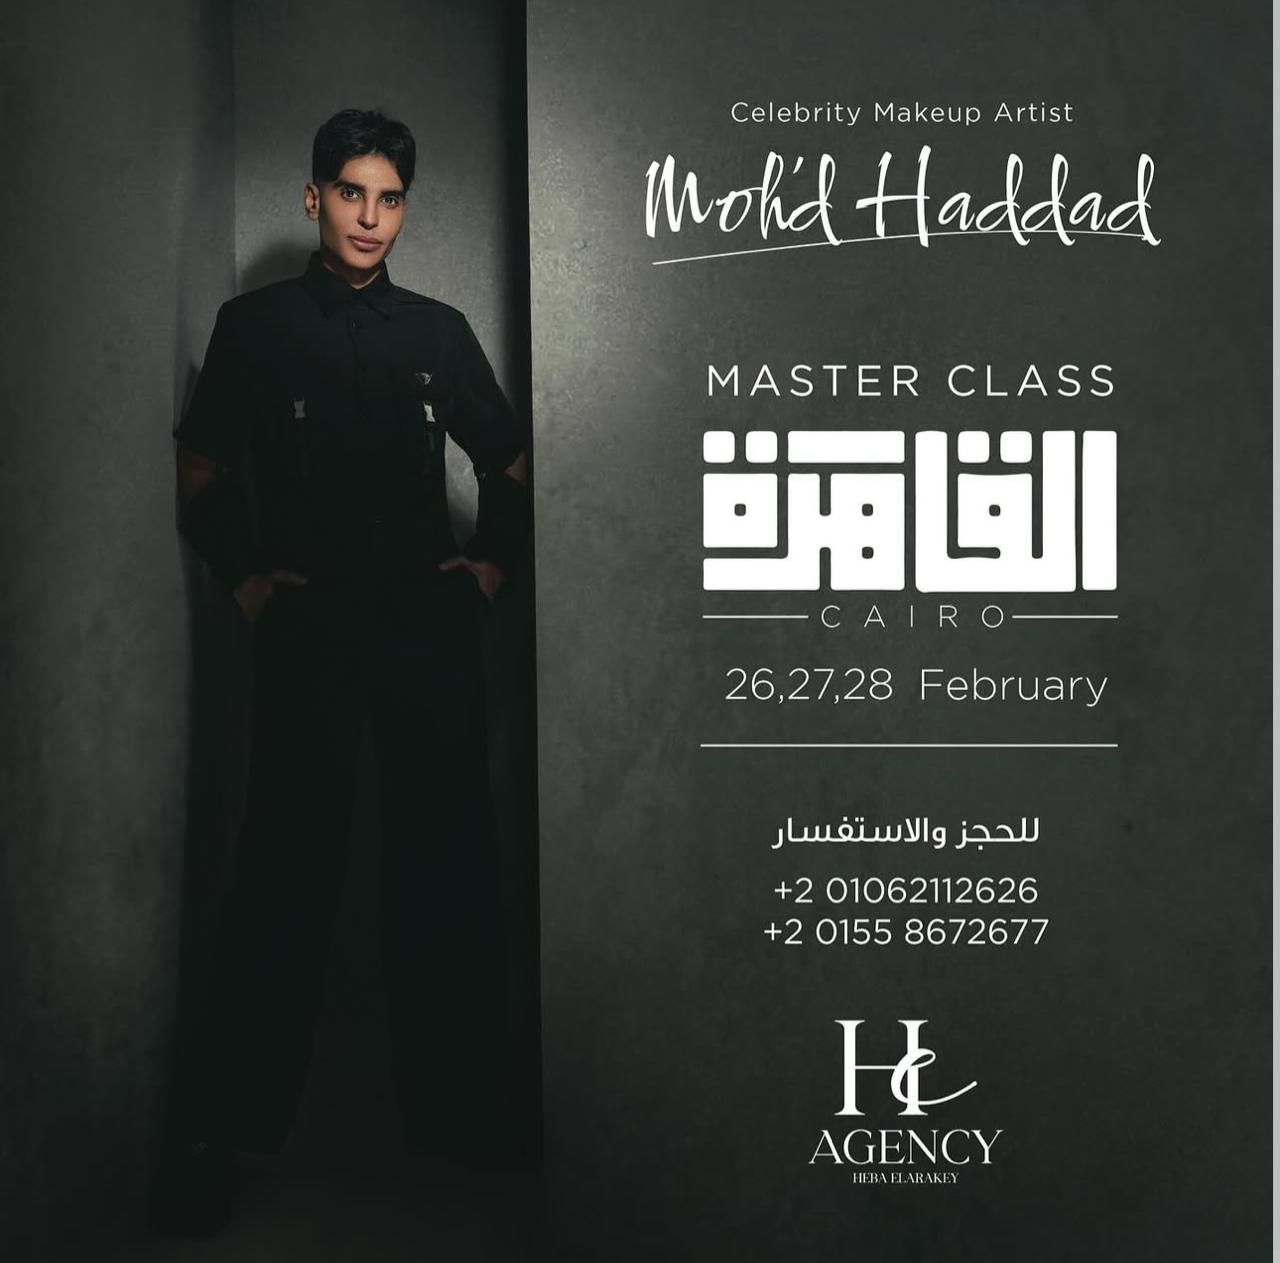 Celebrity Makeup Artist
Moh'd Haddad
MASTER CLASS
القاهرة
CAIRO
26,27,28 February
للحجز والاستفسار
+2 01062112626
+2 0155 8672677
He
AGENCY
HEBA ELARAKEY